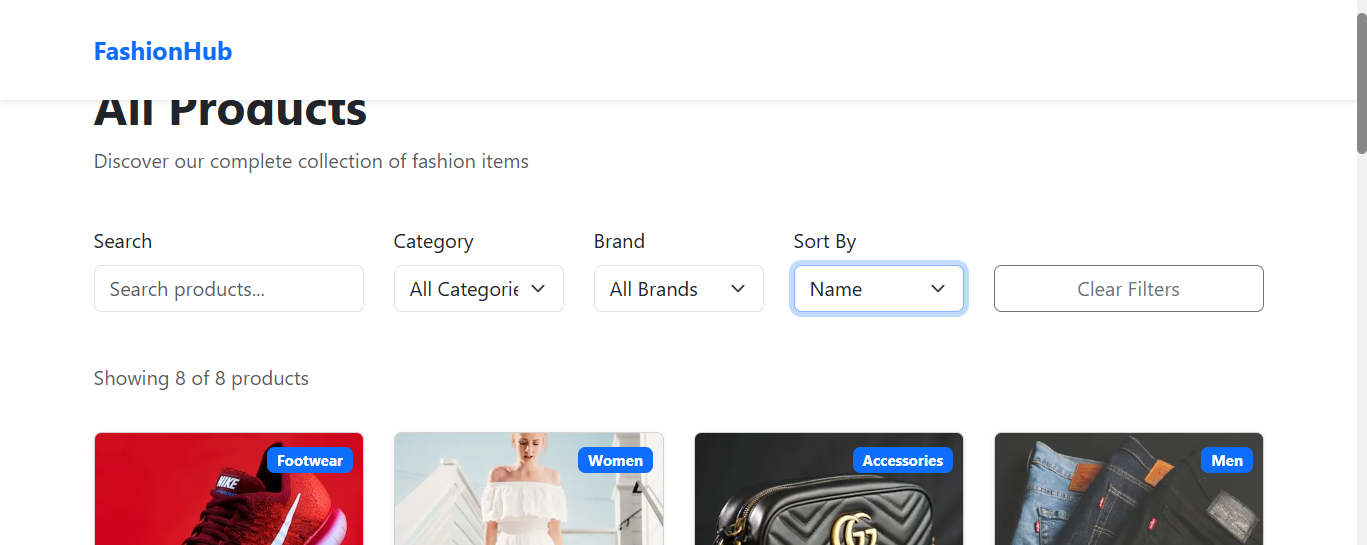 FashionHub
All Products
Discover our complete collection of fashion items
Search
Category
Brand
Sort By
Search products...
All Categorie
All Brands
Name
Clear Filters
Showing 8 of 8 products
Footwear
Women
Accessories
Men
NIKE